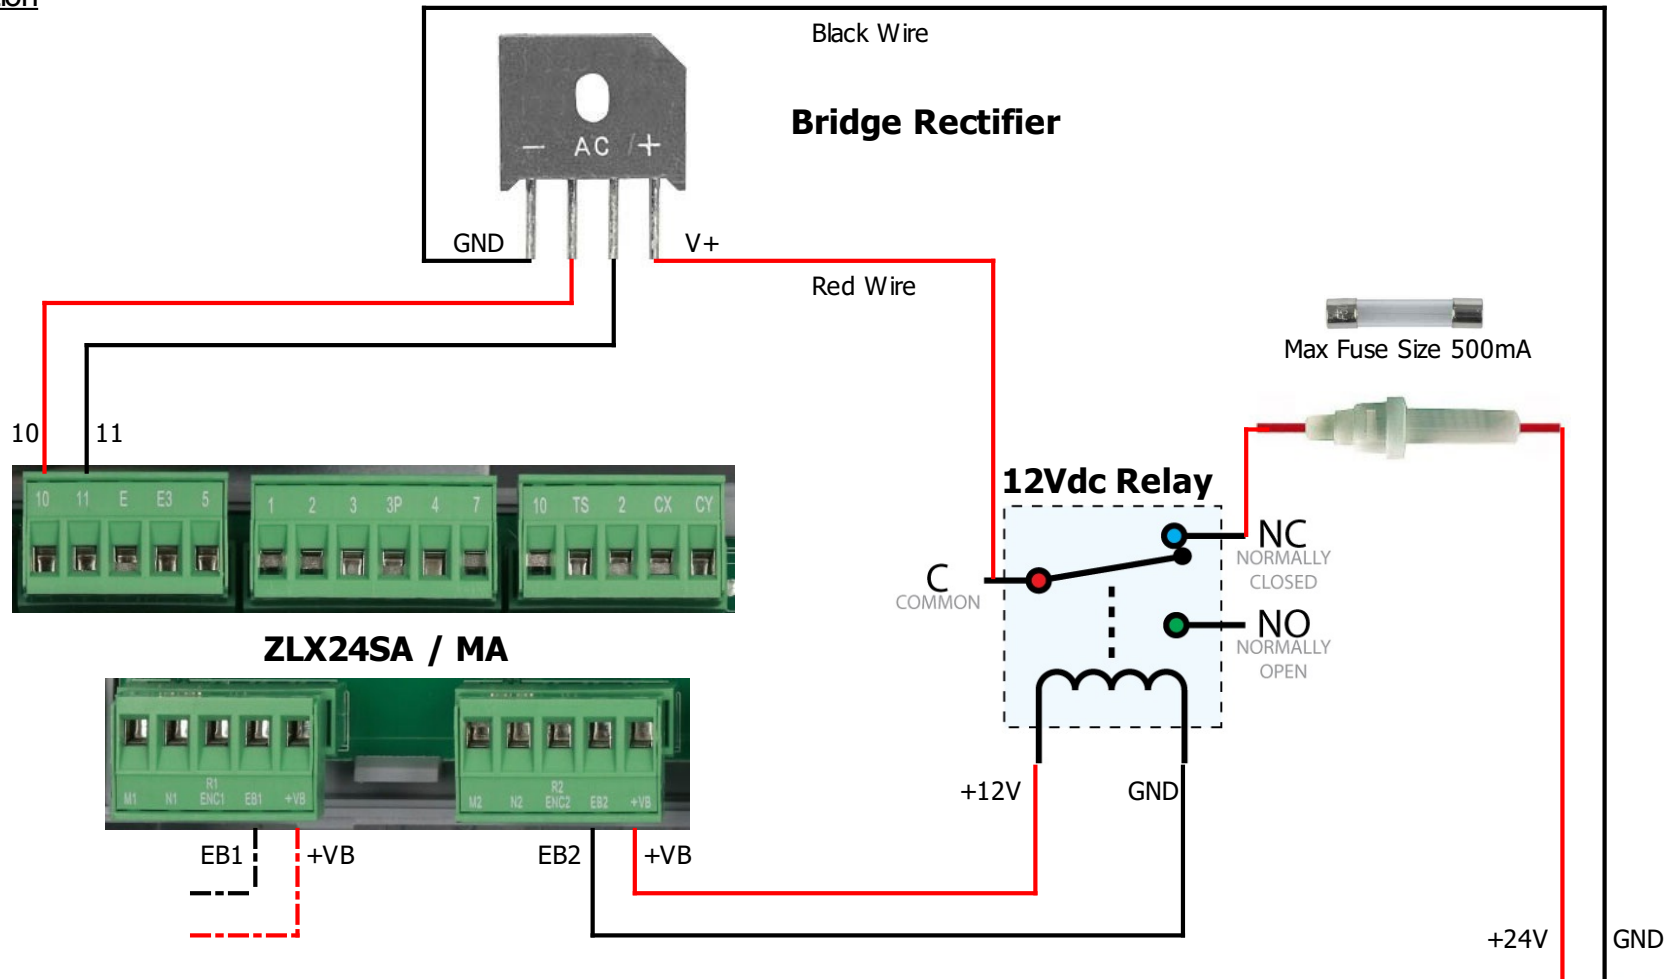 Black Wire
Bridge Rectifier
— AC /+
GND
V+
Red Wire
Max Fuse Size 500mA
10
11
10 11 E E3 5
1 2 3 3P 4 7
10 TS 2 CX CY
12Vdc Relay
NC
NORMALLY
CLOSED
C
COMMON
NO
NORMALLY
OPEN
ZLX24SA / MA
M1 N1 R1 ENC1 EB1 +VB
M2 N2 R2 ENC2 EB2 +VB
+12V
GND
EB1
+VB
EB2
+VB
+24V
GND